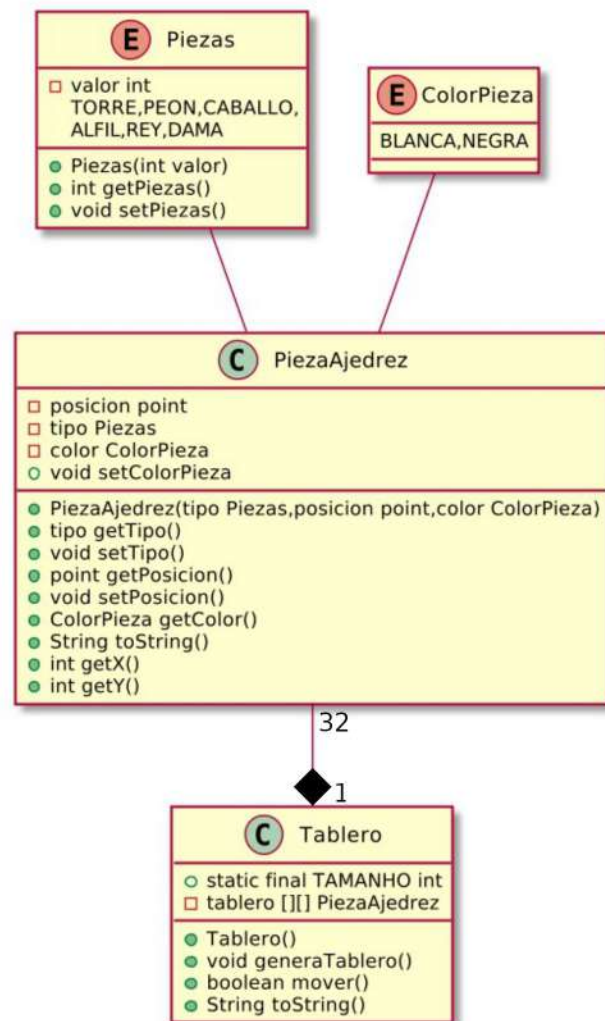 E Piezas
valor int
TORRE,PEON,CABALLO,
ALFIL,REY,DAMA
Piezas(int valor)
int getPiezas()
void setPiezas()
E ColorPieza
BLANCA,NEGRA
C PiezaAjedrez
posicion point
tipo Piezas
color ColorPieza
void setColorPieza
PiezaAjedrez(tipo Piezas,posicion point,color ColorPieza)
tipo getTipo()
void setTipo()
point getPosicion()
void setPosicion()
ColorPieza getColor()
String toString()
int getX()
int getY()
32
1
C Tablero
static final TAMANHO int
tablero [][] PiezaAjedrez
Tablero()
void generaTablero()
boolean mover()
String toString()